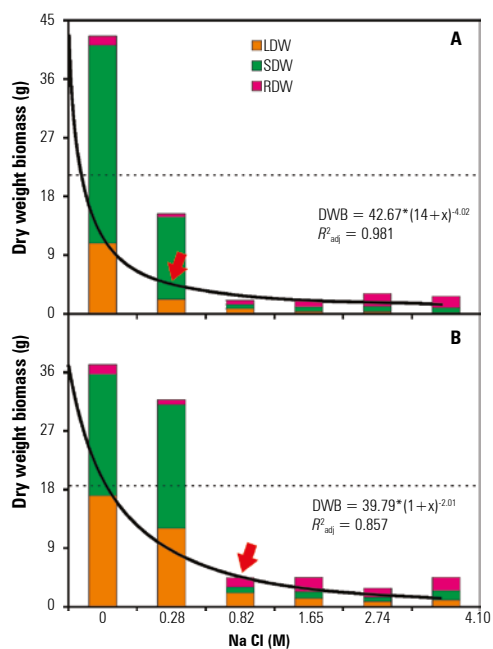 45
36
27
18
9
0
Dry weight biomass (g)
A
LDW
SDW
RDW
DWB = 42.67*(14+x)-4.02
R2adj = 0.981
36
27
18
9
0
Dry weight biomass (g)
B
DWB = 39.79*(1+x)-2.01
R2adj = 0.857
0 0.28 0.82 1.65 2.74 4.10
Na Cl (M)